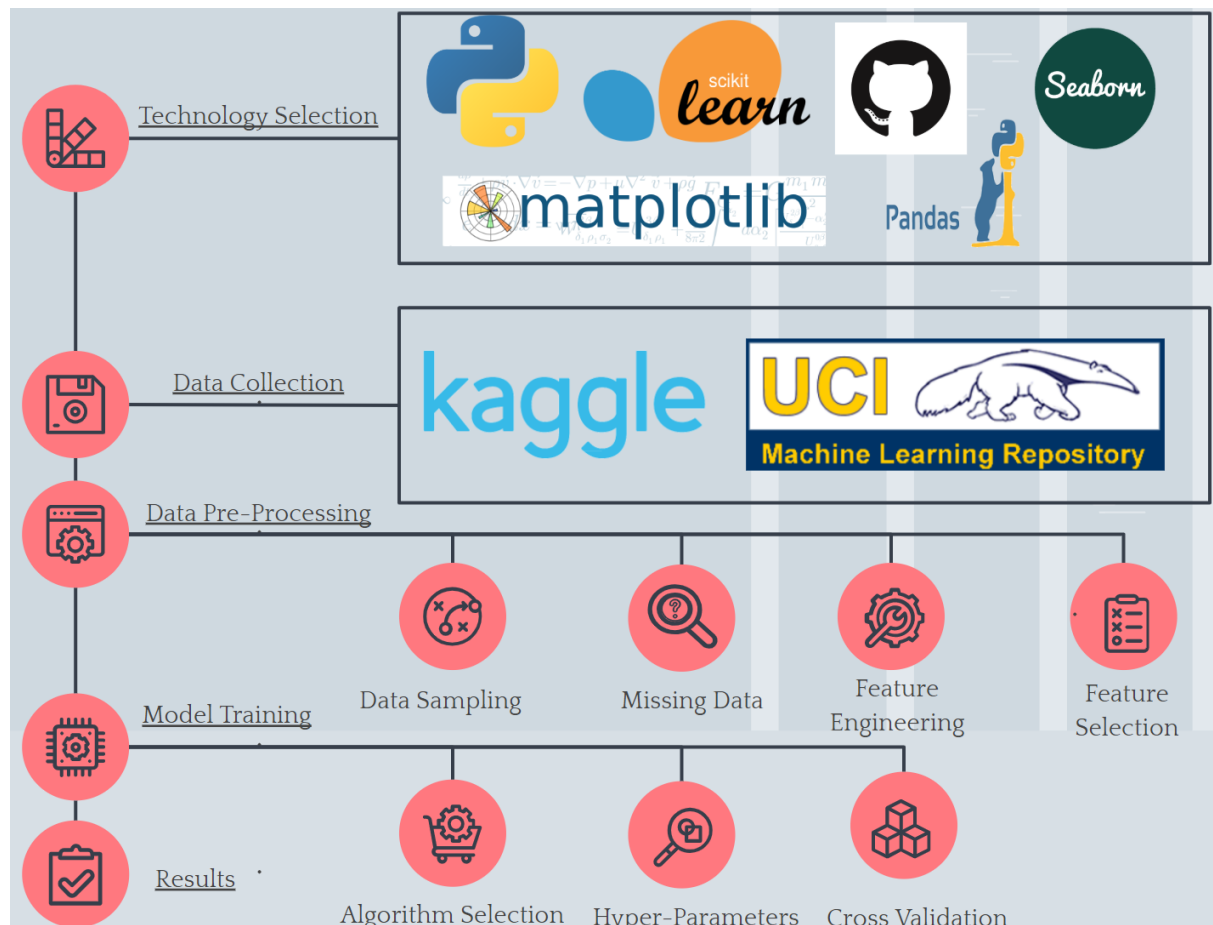 Technology Selection
scikit
learn
Seaborn
matplotlib
Pandas
Data Collection
kaggle
UCI
Machine Learning Repository
Data Pre-Processing
Data Sampling
Missing Data
Feature
Engineering
Feature
Selection
Model Training
Results
Algorithm Selection
Hyper-Parameters
Cross Validation